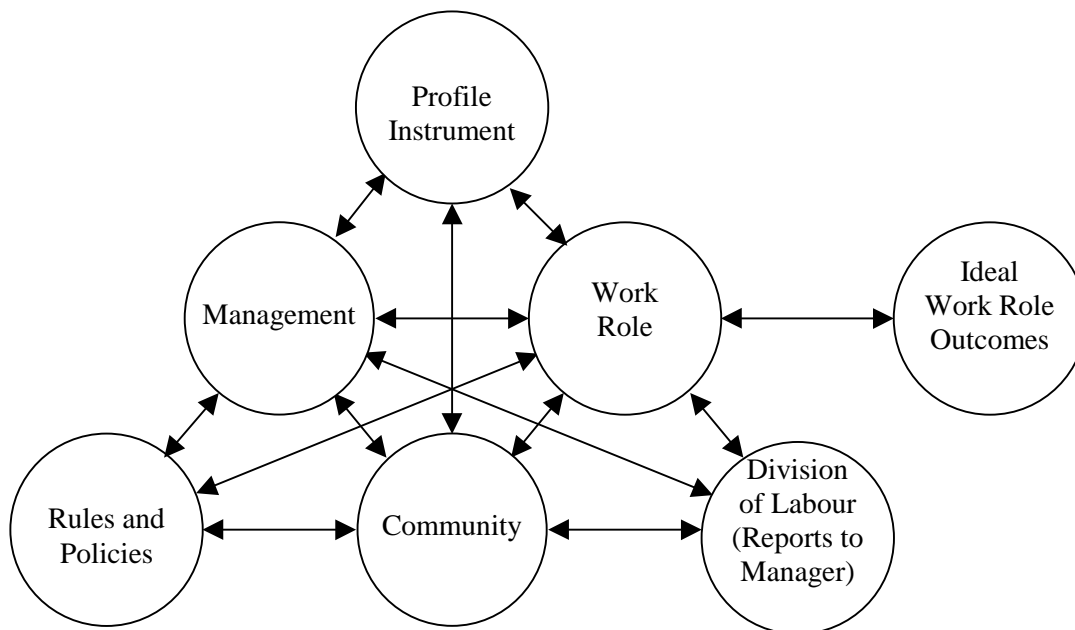 Profile
Instrument
Management
Work
Role
Ideal
Work Role
Outcomes
Rules and
Policies
Community
Division
of Labour
(Reports to
Manager)